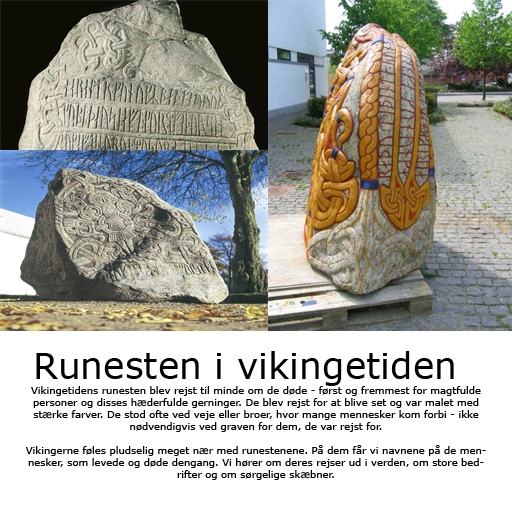 Runesten i vikingetiden
Vikingetidens runesten blev rejst til minde om de døde - først og fremmest for magtfulde
personer og disses hæderfulde gerninger. De blev rejst for at blive set og var malet med
stærke farver. De stod ofte ved veje eller broer, hvor mange mennesker kom forbi - ikke
nødvendigvis ved graven for dem, de var rejst for.
Vikingerne føles pludselig meget nær med runestenene. På dem får vi navnene på de men-
nesker, som levede og døde dengang. Vi hører om deres rejser ud i verden, om store bed-
rifter og om sørgelige skæbner.